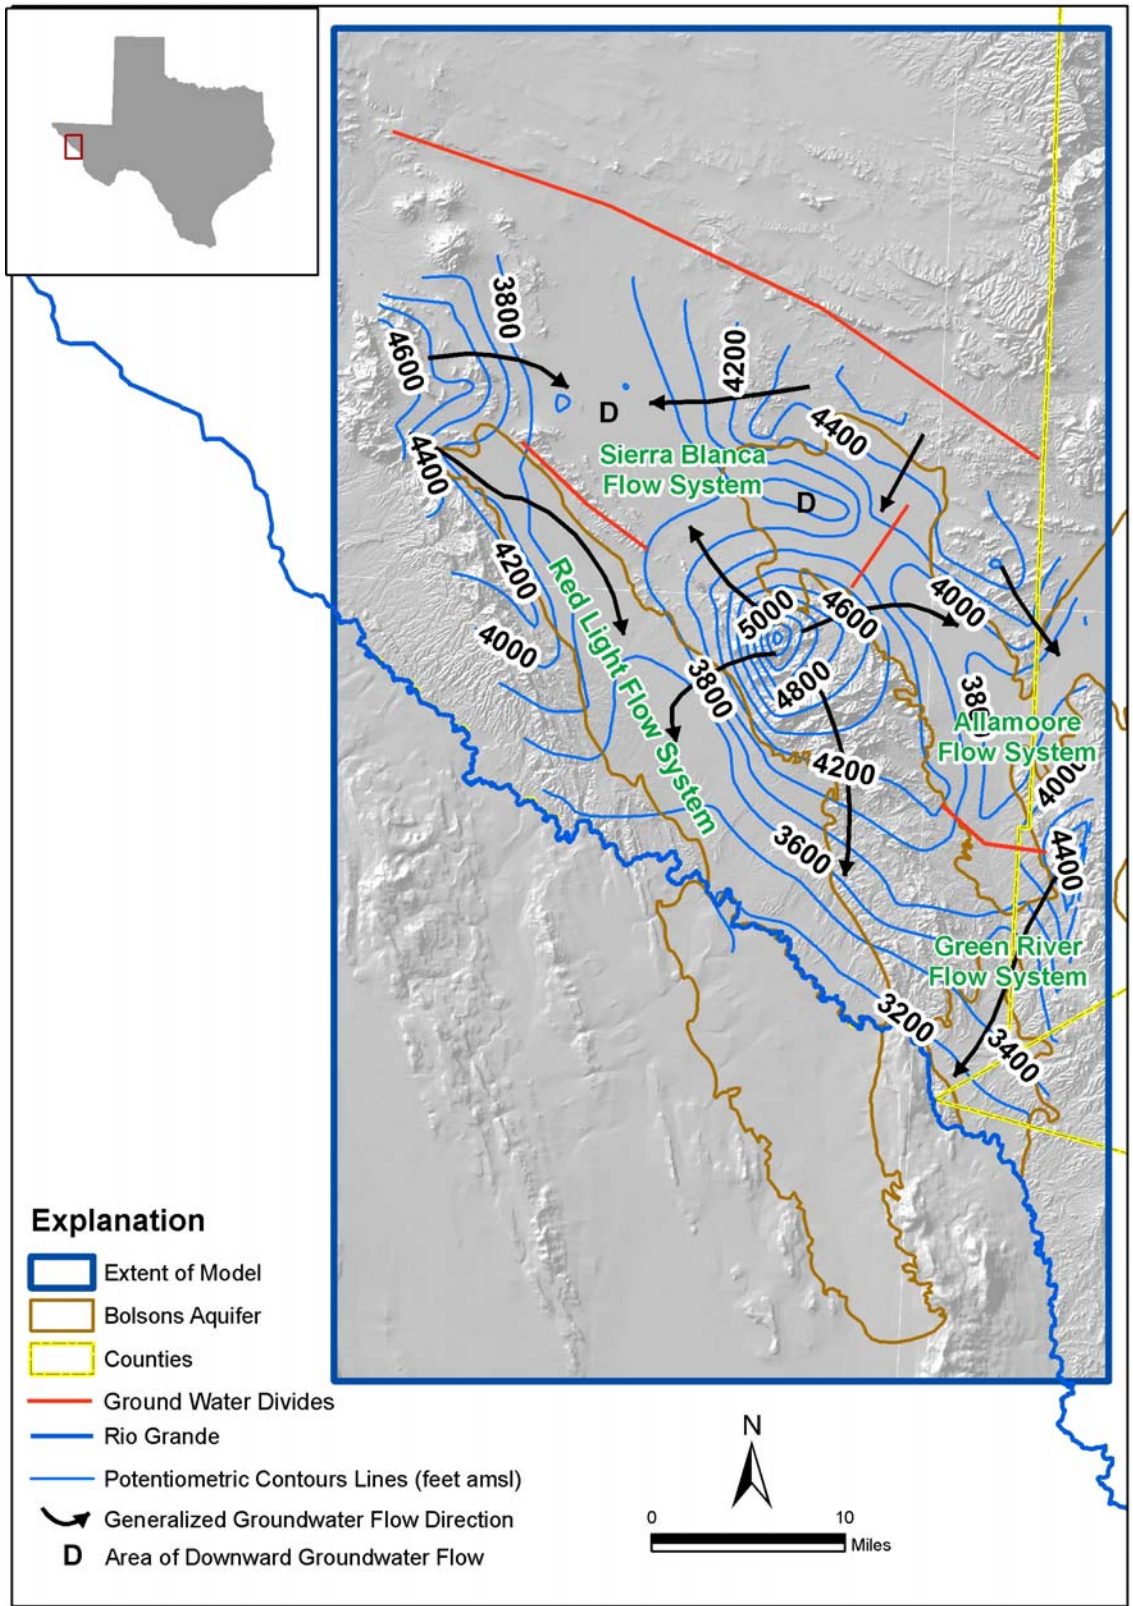 3800
4600
4200
D
4400
4400
Sierra Blanca
Flow System
D
4200
Red Light Flow System
4000
5000
4600
4000
3800
4800
380
Allamoore
Flow System
4200
4000
3600
4400
Green River
Flow System
3200
3400
Explanation
Extent of Model
Bolsons Aquifer
Counties
Ground Water Divides
Rio Grande
Potentiometric Contours Lines (feet amsl)
Generalized Groundwater Flow Direction
D Area of Downward Groundwater Flow
N
0 10
Miles